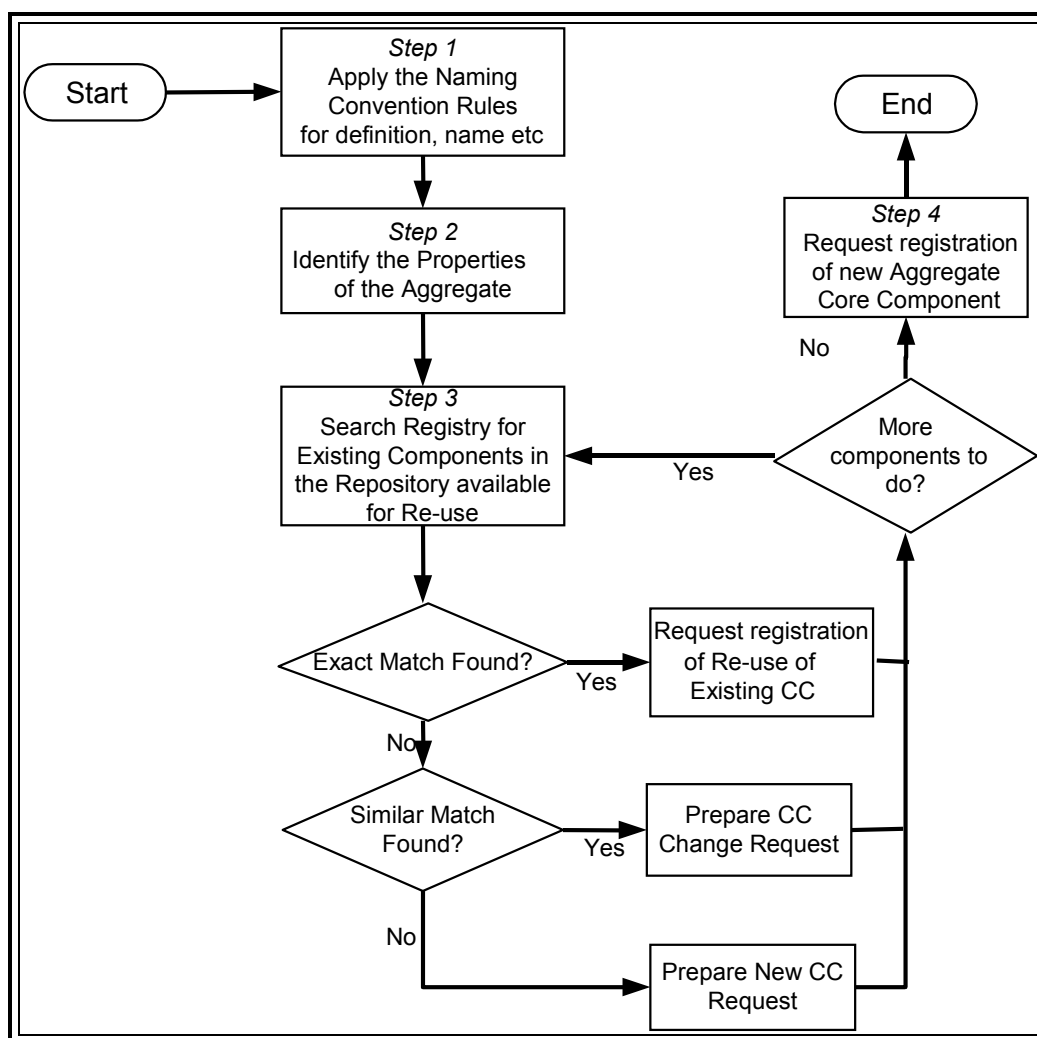 Start
Step 1
Apply the Naming
Convention Rules
for definition, name etc
Step 2
Identify the Properties
of the Aggregate
Step 3
Search Registry for
Existing Components in
the Repository available
for Re-use
Exact Match Found?
Yes
Request registration
of Re-use of
Existing CC
No
Similar Match
Found?
Yes
Prepare CC
Change Request
No
Prepare New CC
Request
More
components to
do?
Yes
No
Step 4
Request registration
of new Aggregate
Core Component
End